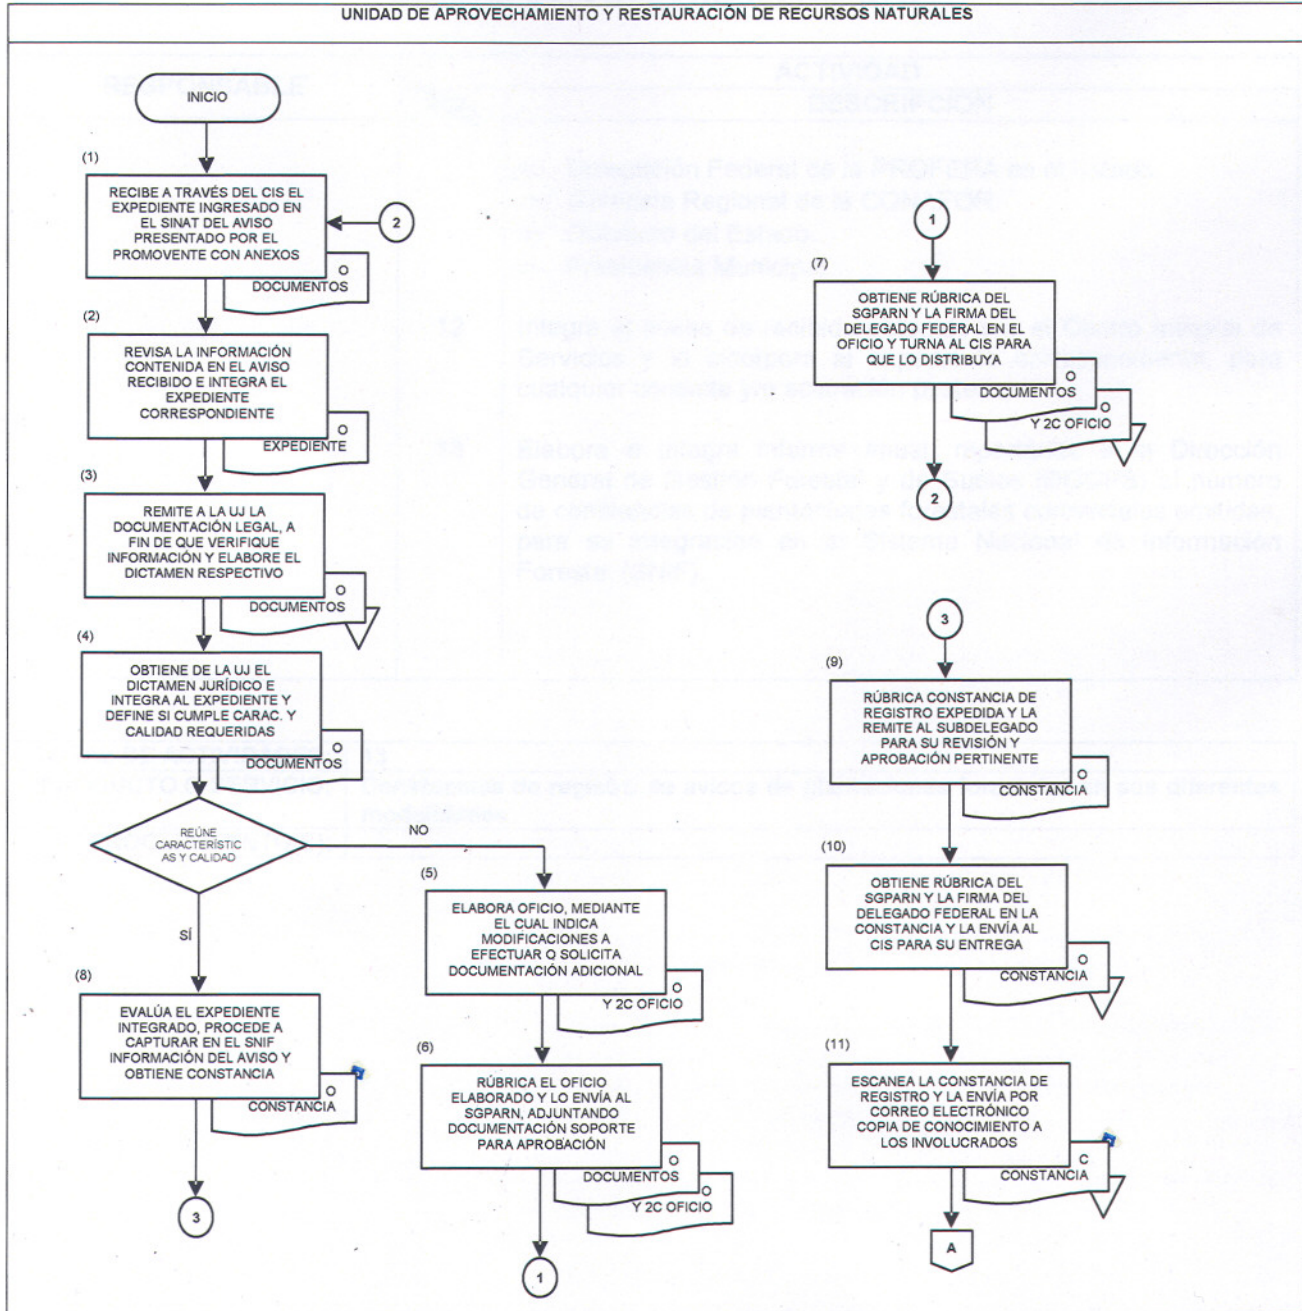 UNIDAD DE APROVECHAMIENTO Y RESTAURACIÓN DE RECURSOS NATURALES
INICIO
(1)
RECIBE A TRAVÉS DEL CIS EL
EXPEDIENTE INGRESADO EN
EL SINAT DEL AVISO
PRESENTADO POR EL
PROMOVENTE CON ANEXOS
2
O
DOCUMENTOS
(2)
REVISA LA INFORMACIÓN
CONTENIDA EN EL AVISO
RECIBIDO E INTEGRA EL
EXPEDIENTE
CORRESPONDIENTE
O
EXPEDIENTE
(3)
REMITE A LA UJ LA
DOCUMENTACIÓN LEGAL, A
FIN DE QUE VERIFIQUE
INFORMACIÓN Y ELABORE EL
DICTAMEN RESPECTIVO
O
DOCUMENTOS
(4)
OBTIENE DE LA UJ EL
DICTAMEN JURÍDICO E
INTEGRA AL EXPEDIENTE Y
DEFINE SI CUMPLE CARAC. Y
CALIDAD REQUERIDAS
O
DOCUMENTOS
REÚNE
CARACTERÍSTIC
AS Y CALIDAD
NO
SÍ
(8)
EVALÚA EL EXPEDIENTE
INTEGRADO, PROCEDE A
CAPTURAR EN EL SNIF
INFORMACIÓN DEL AVISO Y
OBTIENE CONSTANCIA
O
CONSTANCIA
3
(5)
ELABORA OFICIO, MEDIANTE
EL CUAL INDICA
MODIFICACIONES A
EFECTUAR O SOLICITA
DOCUMENTACIÓN ADICIONAL
O
Y 2C OFICIO
(6)
RÚBRICA EL OFICIO
ELABORADO Y LO ENVÍA AL
SGPARN, ADJUNTANDO
DOCUMENTACIÓN SOPORTE
PARA APROBACIÓN
O
DOCUMENTOS
O
Y 2C OFICIO
1
1
(7)
OBTIENE RÚBRICA DEL
SGPARN Y LA FIRMA DEL
DELEGADO FEDERAL EN EL
OFICIO Y TURNA AL CIS PARA
QUE LO DISTRIBUYA
O
DOCUMENTOS
O
Y 2C OFICIO
2
3
(9)
RÚBRICA CONSTANCIA DE
REGISTRO EXPEDIDA Y LA
REMITE AL SUBDELEGADO
PARA SU REVISIÓN Y
APROBACIÓN PERTINENTE
O
CONSTANCIA
(10)
OBTIENE RÚBRICA DEL
SGPARN Y LA FIRMA DEL
DELEGADO FEDERAL EN LA
CONSTANCIA Y LA ENVÍA AL
CIS PARA SU ENTREGA
O
CONSTANCIA
(11)
ESCANEA LA CONSTANCIA DE
REGISTRO Y LA ENVÍA POR
CORREO ELECTRÓNICO
COPIA DE CONOCIMIENTO A
LOS INVOLUCRADOS
C
CONSTANCIA
A